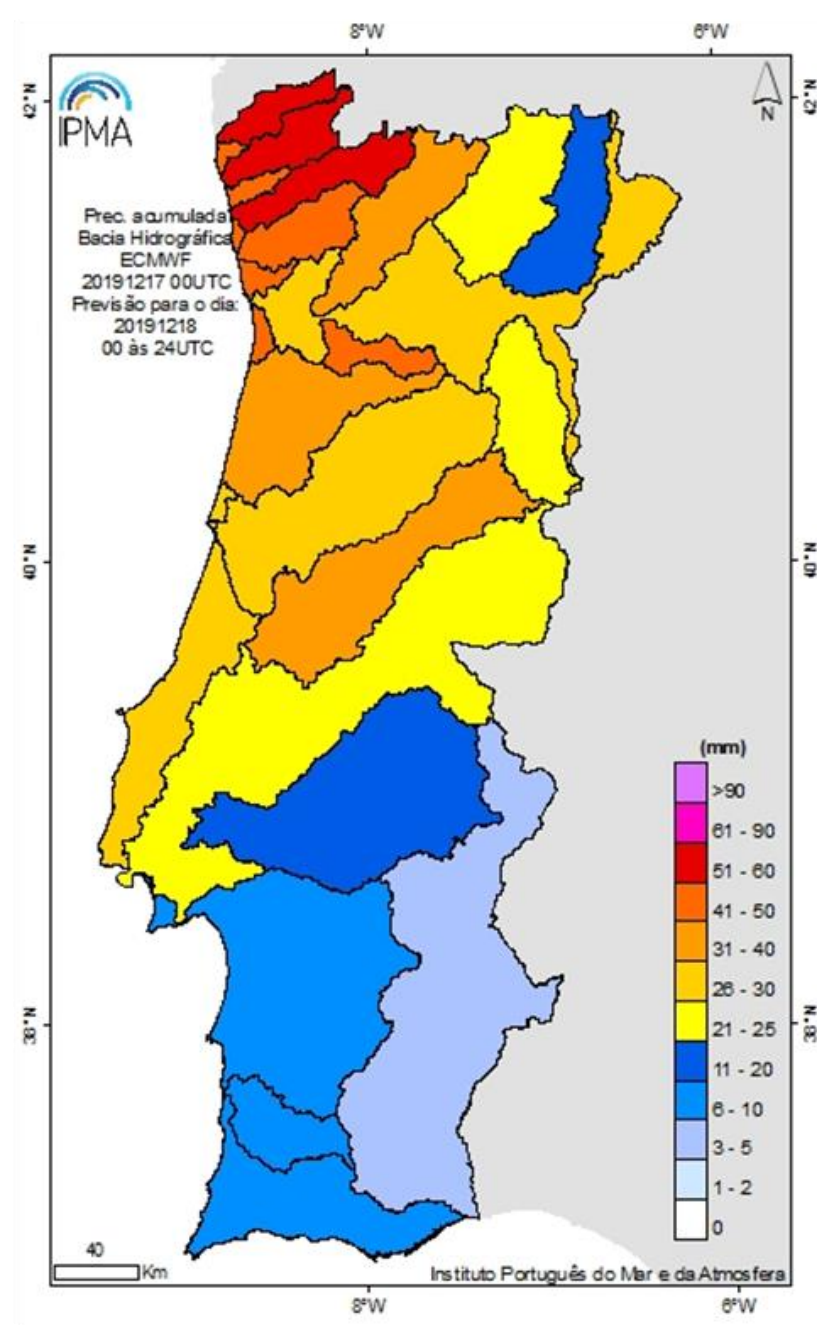 8°W 6°W
42°N 42°N
IPMA
N
Prec. acumulada
Bacia Hidrográfica
ECMWF
20191217 00UTC
Previsão para o dia:
20191218
00 às 24UTC
40°N 40°N
(mm)
>90
61 - 90
51 - 60
41 - 50
31 - 40
26 - 30
21 - 25
11 - 20
6 - 10
3 - 5
1 - 2
0
38°N 38°N
40
Km
Instituto Português do Mar e da Atmosfera
8°W 6°W